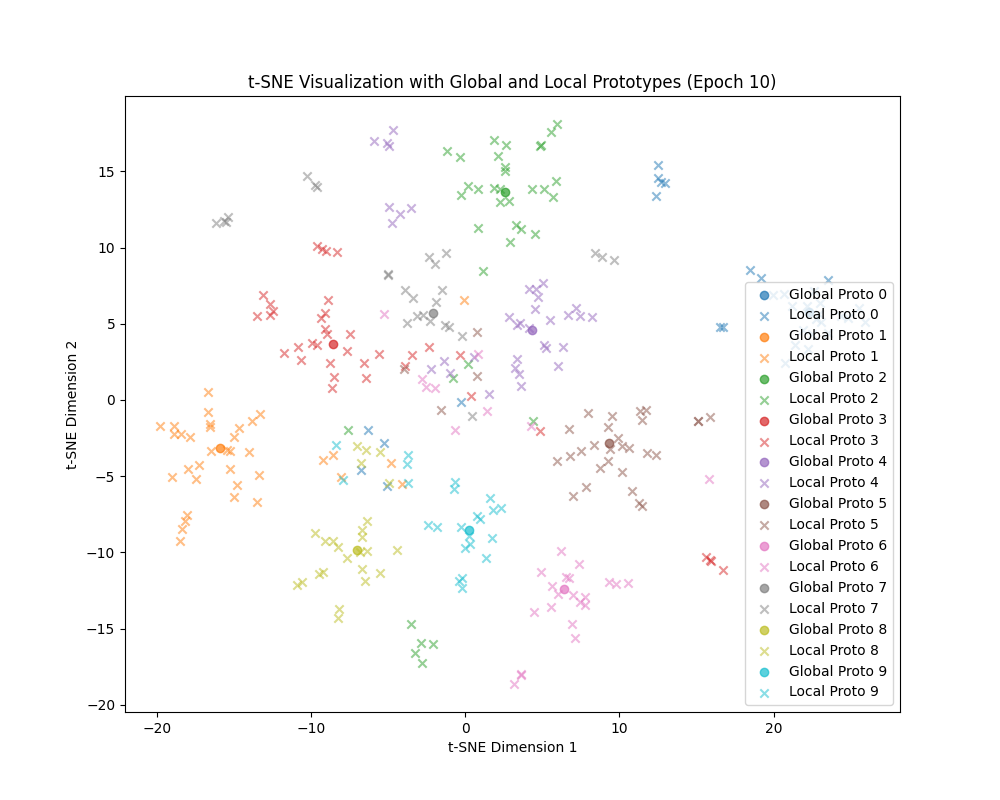 t-SNE Visualization with Global and Local Prototypes (Epoch 10)
t-SNE Dimension 2
15
10
5
0
−5
−10
−15
−20
Global Proto 0
Local Proto 0
Global Proto 1
Local Proto 1
Global Proto 2
Local Proto 2
Global Proto 3
Local Proto 3
Global Proto 4
Local Proto 4
Global Proto 5
Local Proto 5
Global Proto 6
Local Proto 6
Global Proto 7
Local Proto 7
Global Proto 8
Local Proto 8
Global Proto 9
Local Proto 9
−20 −10 0 10 20
t-SNE Dimension 1